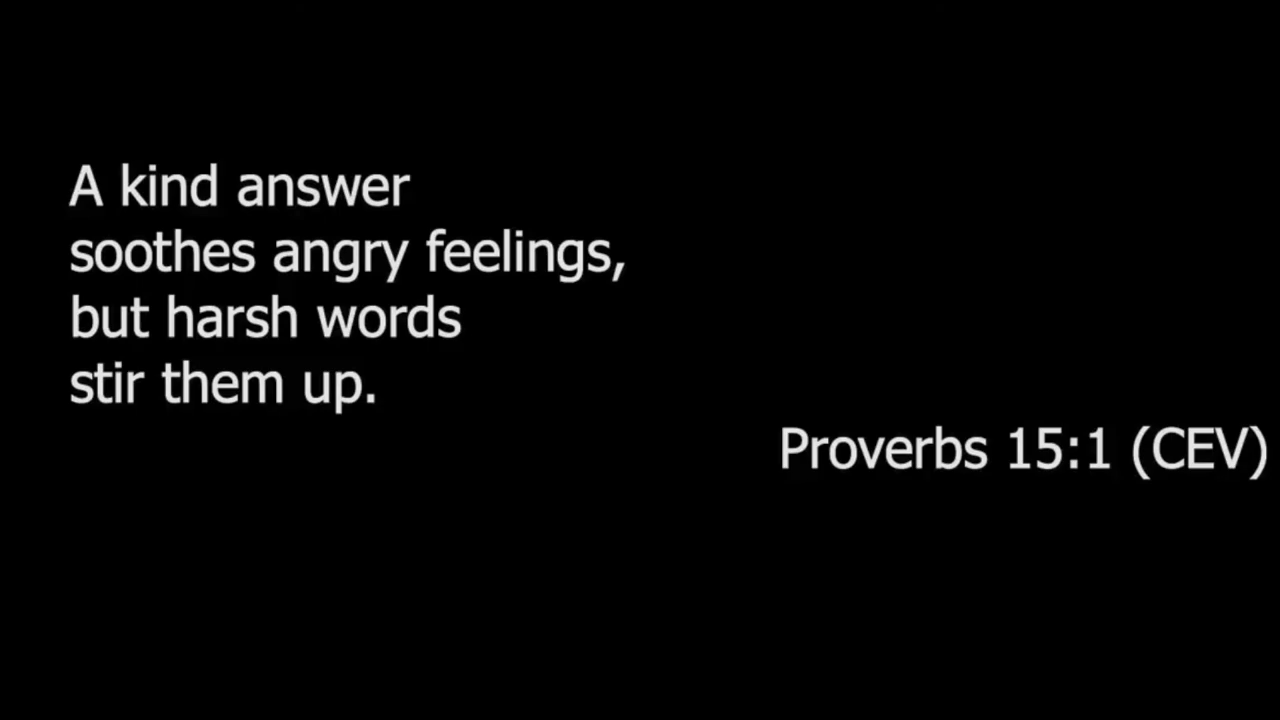 A kind answer
soothes angry feelings,
but harsh words
stir them up.
Proverbs 15:1 (CEV)